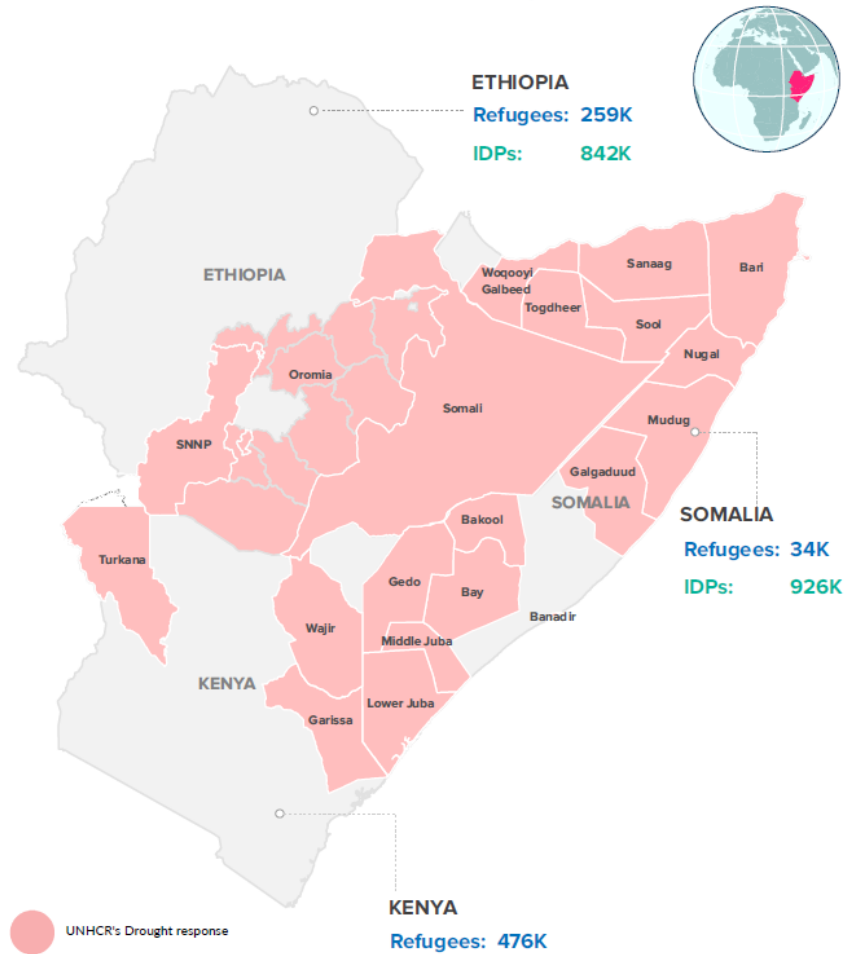 ETHIOPIA
Refugees: 259K
IDPs: 842K
ETHIOPIA
Woqooyi
Galbeed
Togdheer
Sanaag
Bari
Sool
Nugal
Oromia
Somali
Mudug
SNNP
Galgaduud
SOMALIA
SOMALIA
Refugees: 34K
IDPs: 926K
Bakool
Turkana
Gedo
Bay
Banadir
Wajir
Middle Juba
KENYA
Lower Juba
Garissa
KENYA
Refugees: 476K
UNHCR's Drought response